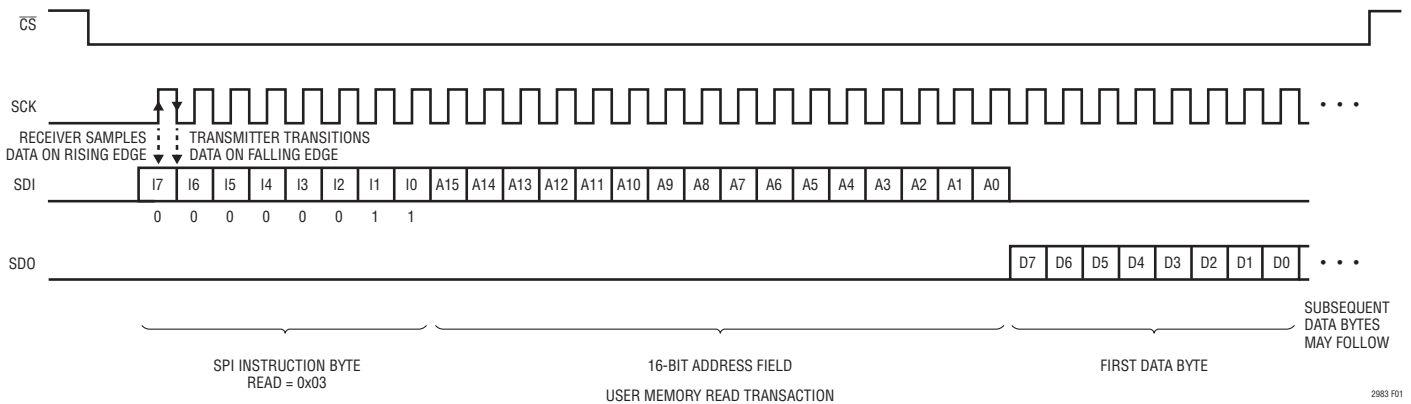 CS
SCK
RECEIVER SAMPLES
DATA ON RISING EDGE
TRANSMITTER TRANSITIONS
DATA ON FALLING EDGE
SDI
I7 I6 I5 I4 I3 I2 I1 I0 A15 A14 A13 A12 A11 A10 A9 A8 A7 A6 A5 A4 A3 A2 A1 A0
0 0 0 0 0 0 1 1
SDO
D7 D6 D5 D4 D3 D2 D1 D0
SUBSEQUENT
DATA BYTES
MAY FOLLOW
SPI INSTRUCTION BYTE
READ = 0x03
16-BIT ADDRESS FIELD
FIRST DATA BYTE
USER MEMORY READ TRANSACTION
2983 F01